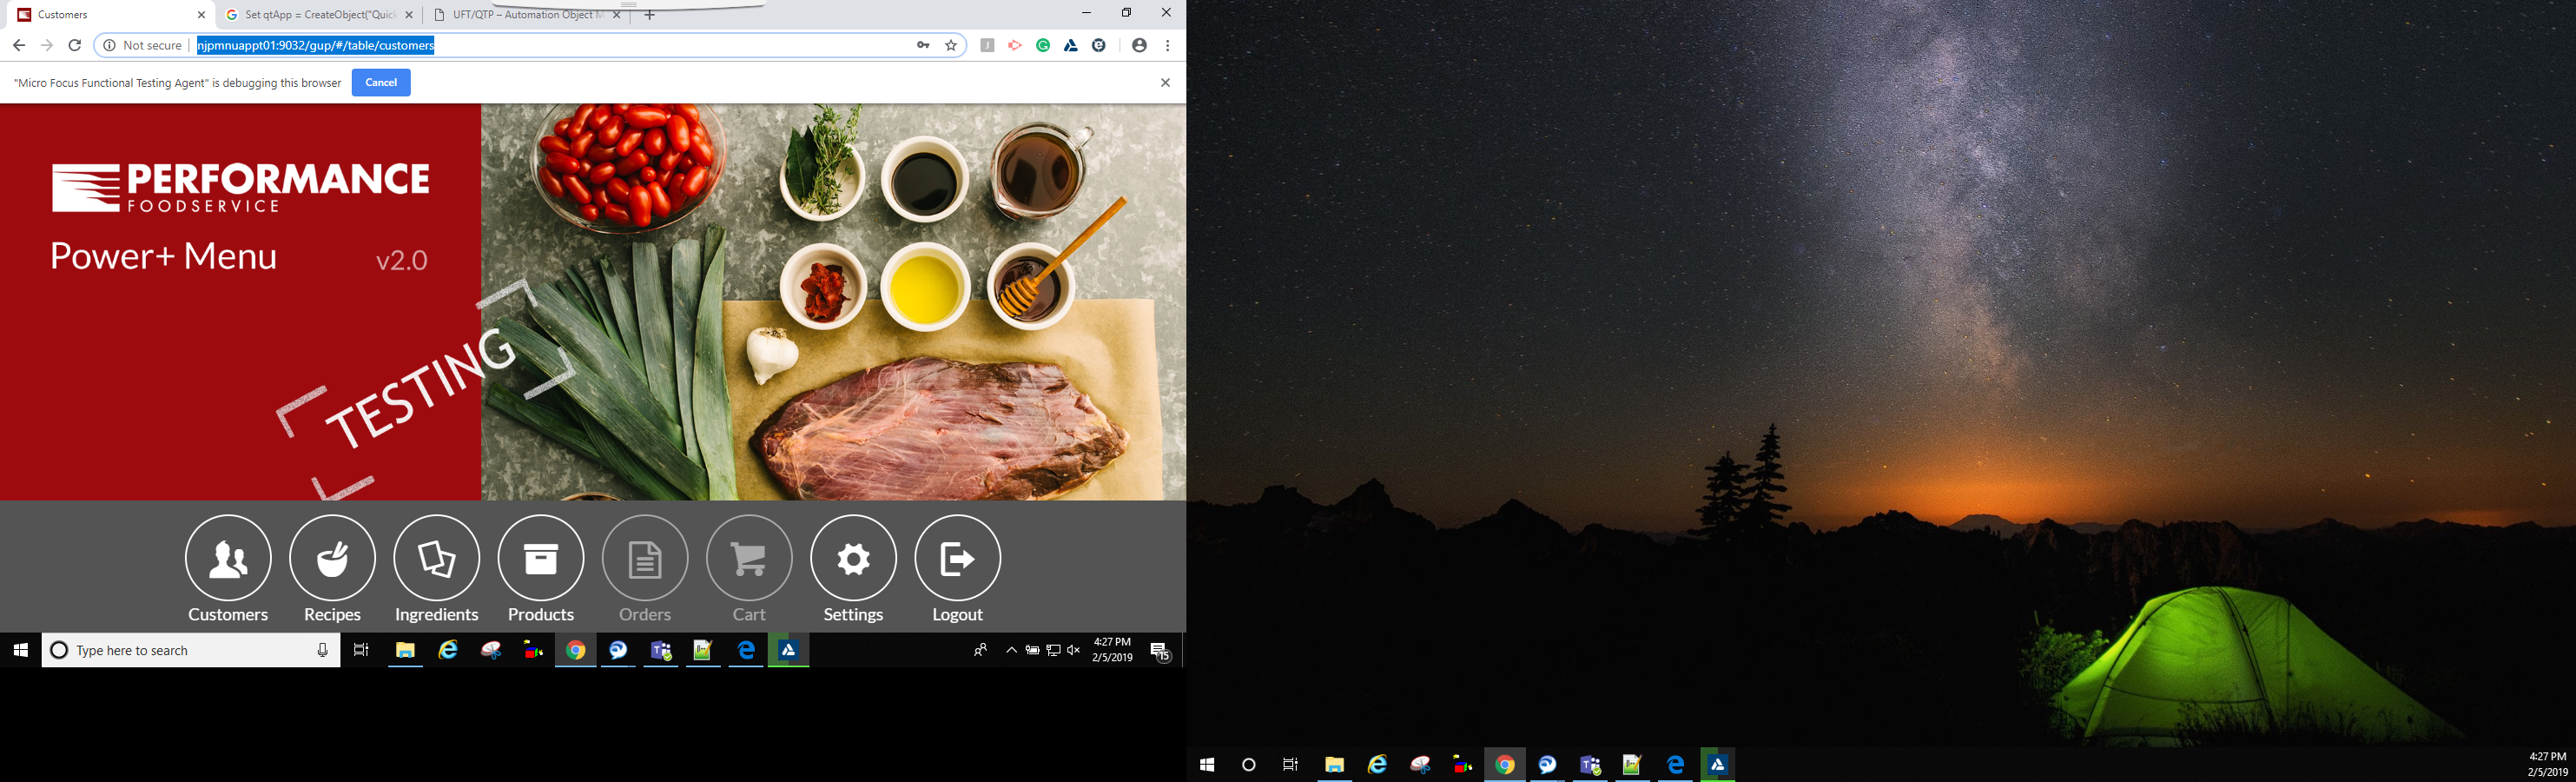 Customers
Set qtApp = CreateObject("Quick
UFT/QTP – Automation Object M
Not secure
njpmnuappt01:9032/gup/#/table/customers
"Micro Focus Functional Testing Agent" is debugging this browser
Cancel
PERFORMANCE
FOODSERVICE
Power+ Menu
v2.0
TESTING
Customers
Recipes
Ingredients
Products
Orders
Cart
Settings
Logout
Type here to search
4:27 PM
2/5/2019
15
4:27 PM
2/5/2019